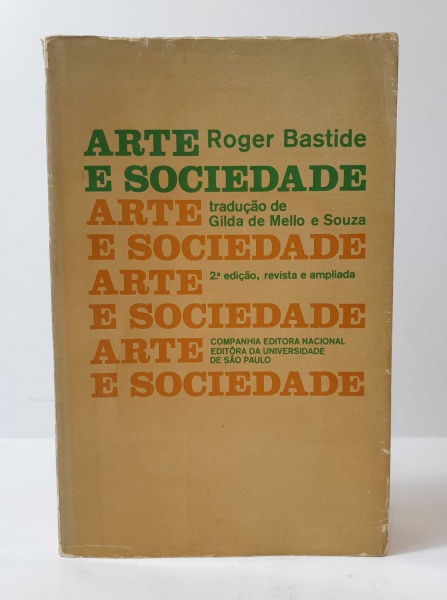 ARTE Roger Bastide
E SOCIEDADE
ARTE tradução de
Gilda de Mello e Souza
E SOCIEDADE
ARTE 2.ª edição, revista e ampliada
E SOCIEDADE
ARTE COMPANHIA EDITORA NACIONAL
EDITÔRA DA UNIVERSIDADE
DE SÃO PAULO
E SOCIEDADE